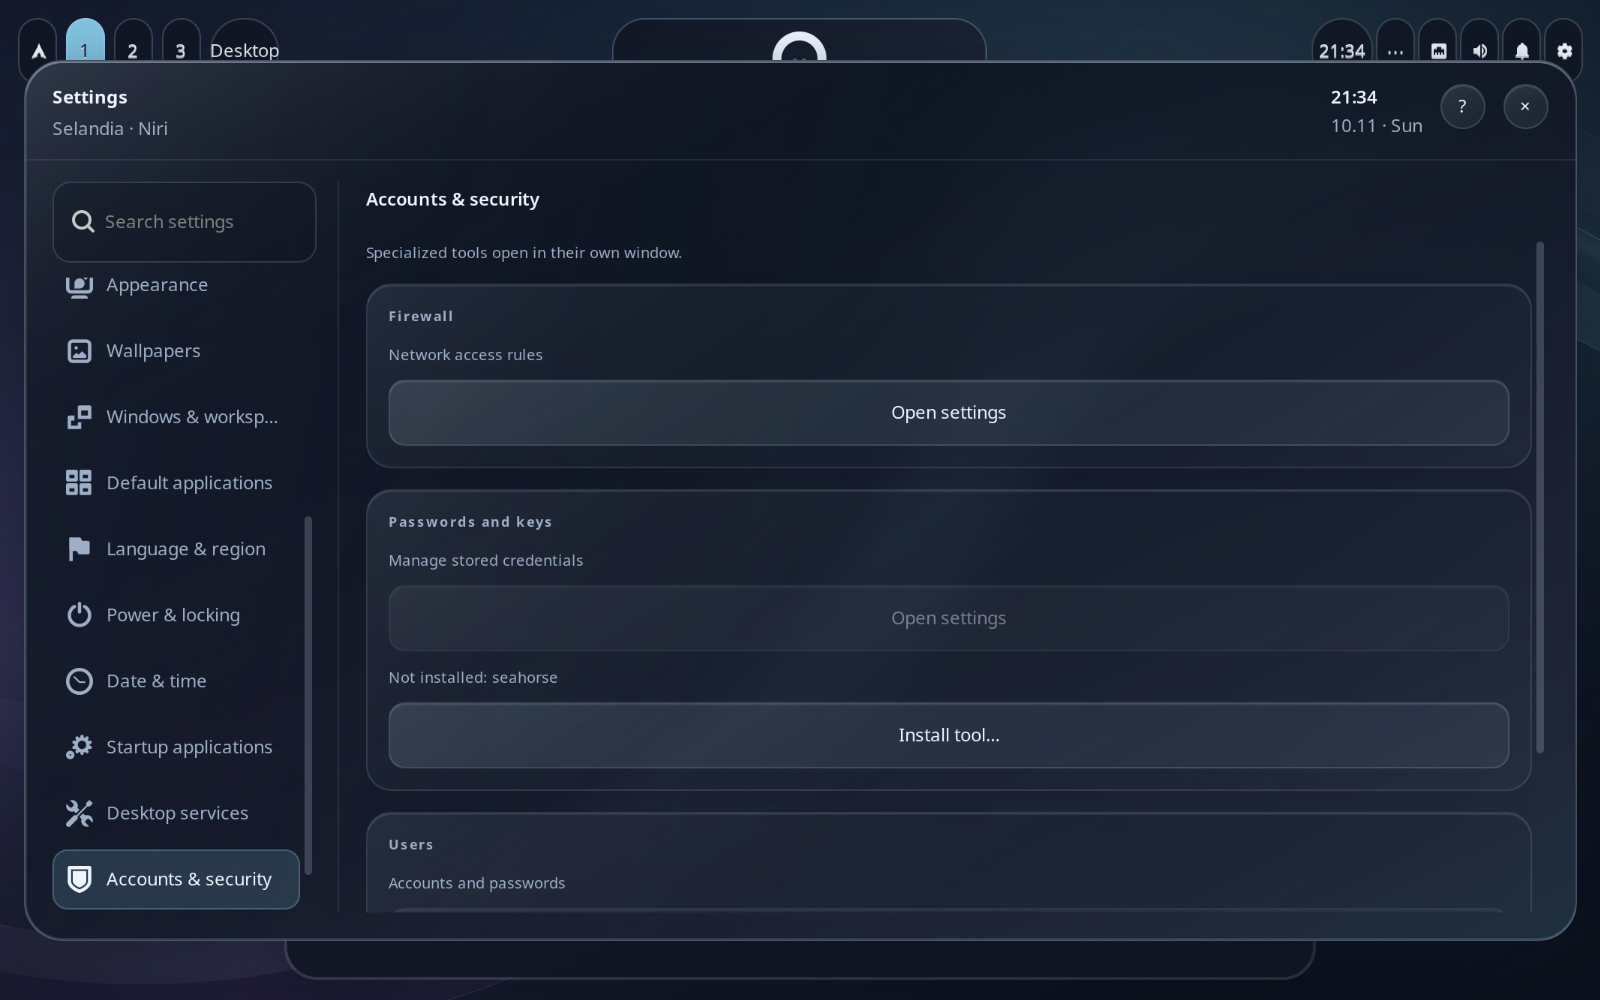 1
2
3
Desktop
21:34
...
Settings
Selandia · Niri
21:34
10.11 · Sun
?
×
Search settings
Appearance
Wallpapers
Windows & worksp...
Default applications
Language & region
Power & locking
Date & time
Startup applications
Desktop services
Accounts & security
Accounts & security
Specialized tools open in their own window.
Firewall
Network access rules
Open settings
Passwords and keys
Manage stored credentials
Open settings
Not installed: seahorse
Install tool...
Users
Accounts and passwords